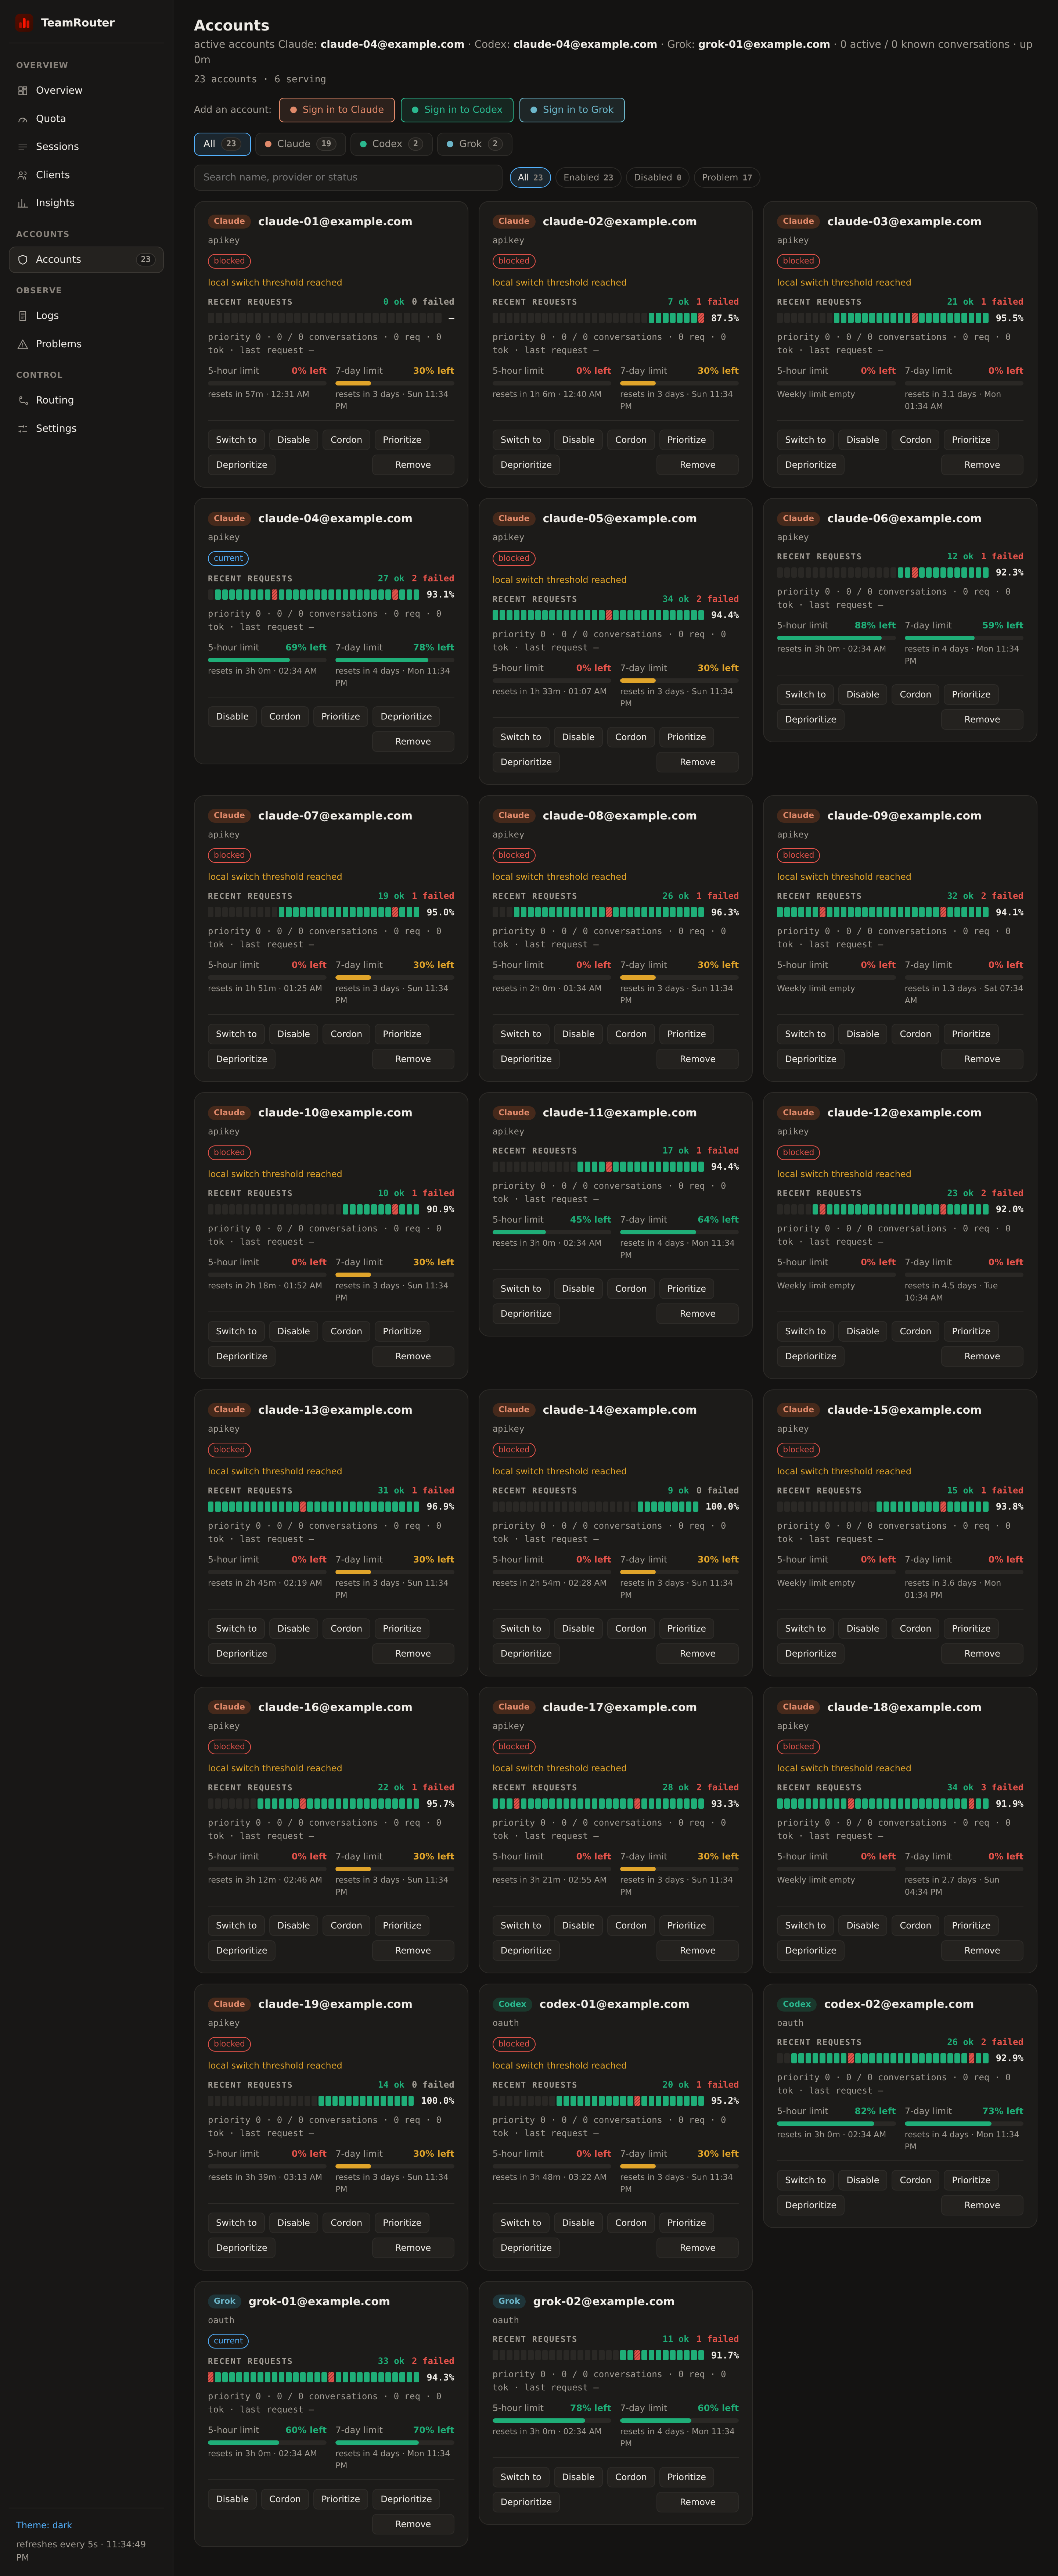 TeamRouter
OVERVIEW
Overview
Quota
Sessions
Clients
Insights
ACCOUNTS
Accounts 23
OBSERVE
Logs
Problems
CONTROL
Routing
Settings
Theme: dark
refreshes every 5s · 11:34:49
PM
Accounts
active accounts Claude: claude-04@example.com · Codex: claude-04@example.com · Grok: grok-01@example.com · 0 active / 0 known conversations · up
0m
23 accounts · 6 serving
Add an account: Sign in to Claude Sign in to Codex Sign in to Grok
All 23 Claude 19 Codex 2 Grok 2
Search name, provider or status All 23 Enabled 23 Disabled 0 Problem 17
Claude claude-01@example.com
apikey
blocked
local switch threshold reached
RECENT REQUESTS 0 ok 0 failed
—
priority 0 · 0 / 0 conversations · 0 req · 0
tok · last request —
5-hour limit 0% left 7-day limit 30% left
resets in 57m · 12:31 AM resets in 3 days · Sun 11:34
PM
Switch to Disable Cordon Prioritize
Deprioritize Remove
Claude claude-02@example.com
apikey
blocked
local switch threshold reached
RECENT REQUESTS 7 ok 1 failed
87.5%
priority 0 · 0 / 0 conversations · 0 req · 0
tok · last request —
5-hour limit 0% left 7-day limit 30% left
resets in 1h 6m · 12:40 AM resets in 3 days · Sun 11:34
PM
Switch to Disable Cordon Prioritize
Deprioritize Remove
Claude claude-03@example.com
apikey
blocked
local switch threshold reached
RECENT REQUESTS 21 ok 1 failed
95.5%
priority 0 · 0 / 0 conversations · 0 req · 0
tok · last request —
5-hour limit 0% left 7-day limit 0% left
Weekly limit empty resets in 3.1 days · Mon
01:34 AM
Switch to Disable Cordon Prioritize
Deprioritize Remove
Claude claude-04@example.com
apikey
current
RECENT REQUESTS 27 ok 2 failed
93.1%
priority 0 · 0 / 0 conversations · 0 req · 0
tok · last request —
5-hour limit 69% left 7-day limit 78% left
resets in 3h 0m · 02:34 AM resets in 4 days · Mon 11:34
PM
Disable Cordon Prioritize Deprioritize
Remove
Claude claude-05@example.com
apikey
blocked
local switch threshold reached
RECENT REQUESTS 34 ok 2 failed
94.4%
priority 0 · 0 / 0 conversations · 0 req · 0
tok · last request —
5-hour limit 0% left 7-day limit 30% left
resets in 1h 33m · 01:07 AM resets in 3 days · Sun 11:34
PM
Switch to Disable Cordon Prioritize
Deprioritize Remove
Claude claude-06@example.com
apikey
RECENT REQUESTS 12 ok 1 failed
92.3%
priority 0 · 0 / 0 conversations · 0 req · 0
tok · last request —
5-hour limit 88% left 7-day limit 59% left
resets in 3h 0m · 02:34 AM resets in 4 days · Mon 11:34
PM
Switch to Disable Cordon Prioritize
Deprioritize Remove
Claude claude-07@example.com
apikey
blocked
local switch threshold reached
RECENT REQUESTS 19 ok 1 failed
95.0%
priority 0 · 0 / 0 conversations · 0 req · 0
tok · last request —
5-hour limit 0% left 7-day limit 30% left
resets in 1h 51m · 01:25 AM resets in 3 days · Sun 11:34
PM
Switch to Disable Cordon Prioritize
Deprioritize Remove
Claude claude-08@example.com
apikey
blocked
local switch threshold reached
RECENT REQUESTS 26 ok 1 failed
96.3%
priority 0 · 0 / 0 conversations · 0 req · 0
tok · last request —
5-hour limit 0% left 7-day limit 30% left
resets in 2h 0m · 01:34 AM resets in 3 days · Sun 11:34
PM
Switch to Disable Cordon Prioritize
Deprioritize Remove
Claude claude-09@example.com
apikey
blocked
local switch threshold reached
RECENT REQUESTS 32 ok 2 failed
94.1%
priority 0 · 0 / 0 conversations · 0 req · 0
tok · last request —
5-hour limit 0% left 7-day limit 0% left
Weekly limit empty resets in 1.3 days · Sat 07:34
AM
Switch to Disable Cordon Prioritize
Deprioritize Remove
Claude claude-10@example.com
apikey
blocked
local switch threshold reached
RECENT REQUESTS 10 ok 1 failed
90.9%
priority 0 · 0 / 0 conversations · 0 req · 0
tok · last request —
5-hour limit 0% left 7-day limit 30% left
resets in 2h 18m · 01:52 AM resets in 3 days · Sun 11:34
PM
Switch to Disable Cordon Prioritize
Deprioritize Remove
Claude claude-11@example.com
apikey
RECENT REQUESTS 17 ok 1 failed
94.4%
priority 0 · 0 / 0 conversations · 0 req · 0
tok · last request —
5-hour limit 45% left 7-day limit 64% left
resets in 3h 0m · 02:34 AM resets in 4 days · Mon 11:34
PM
Switch to Disable Cordon Prioritize
Deprioritize Remove
Claude claude-12@example.com
apikey
blocked
local switch threshold reached
RECENT REQUESTS 23 ok 2 failed
92.0%
priority 0 · 0 / 0 conversations · 0 req · 0
tok · last request —
5-hour limit 0% left 7-day limit 0% left
Weekly limit empty resets in 4.5 days · Tue
10:34 AM
Switch to Disable Cordon Prioritize
Deprioritize Remove
Claude claude-13@example.com
apikey
blocked
local switch threshold reached
RECENT REQUESTS 31 ok 1 failed
96.9%
priority 0 · 0 / 0 conversations · 0 req · 0
tok · last request —
5-hour limit 0% left 7-day limit 30% left
resets in 2h 45m · 02:19 AM resets in 3 days · Sun 11:34
PM
Switch to Disable Cordon Prioritize
Deprioritize Remove
Claude claude-14@example.com
apikey
blocked
local switch threshold reached
RECENT REQUESTS 9 ok 0 failed
100.0%
priority 0 · 0 / 0 conversations · 0 req · 0
tok · last request —
5-hour limit 0% left 7-day limit 30% left
resets in 2h 54m · 02:28 AM resets in 3 days · Sun 11:34
PM
Switch to Disable Cordon Prioritize
Deprioritize Remove
Claude claude-15@example.com
apikey
blocked
local switch threshold reached
RECENT REQUESTS 15 ok 1 failed
93.8%
priority 0 · 0 / 0 conversations · 0 req · 0
tok · last request —
5-hour limit 0% left 7-day limit 0% left
Weekly limit empty resets in 3.6 days · Mon
01:34 PM
Switch to Disable Cordon Prioritize
Deprioritize Remove
Claude claude-16@example.com
apikey
blocked
local switch threshold reached
RECENT REQUESTS 22 ok 1 failed
95.7%
priority 0 · 0 / 0 conversations · 0 req · 0
tok · last request —
5-hour limit 0% left 7-day limit 30% left
resets in 3h 12m · 02:46 AM resets in 3 days · Sun 11:34
PM
Switch to Disable Cordon Prioritize
Deprioritize Remove
Claude claude-17@example.com
apikey
blocked
local switch threshold reached
RECENT REQUESTS 28 ok 2 failed
93.3%
priority 0 · 0 / 0 conversations · 0 req · 0
tok · last request —
5-hour limit 0% left 7-day limit 30% left
resets in 3h 21m · 02:55 AM resets in 3 days · Sun 11:34
PM
Switch to Disable Cordon Prioritize
Deprioritize Remove
Claude claude-18@example.com
apikey
blocked
local switch threshold reached
RECENT REQUESTS 34 ok 3 failed
91.9%
priority 0 · 0 / 0 conversations · 0 req · 0
tok · last request —
5-hour limit 0% left 7-day limit 0% left
Weekly limit empty resets in 2.7 days · Sun
04:34 PM
Switch to Disable Cordon Prioritize
Deprioritize Remove
Claude claude-19@example.com
apikey
blocked
local switch threshold reached
RECENT REQUESTS 14 ok 0 failed
100.0%
priority 0 · 0 / 0 conversations · 0 req · 0
tok · last request —
5-hour limit 0% left 7-day limit 30% left
resets in 3h 39m · 03:13 AM resets in 3 days · Sun 11:34
PM
Switch to Disable Cordon Prioritize
Deprioritize Remove
Codex codex-01@example.com
oauth
blocked
local switch threshold reached
RECENT REQUESTS 20 ok 1 failed
95.2%
priority 0 · 0 / 0 conversations · 0 req · 0
tok · last request —
5-hour limit 0% left 7-day limit 30% left
resets in 3h 48m · 03:22 AM resets in 3 days · Sun 11:34
PM
Switch to Disable Cordon Prioritize
Deprioritize Remove
Codex codex-02@example.com
oauth
RECENT REQUESTS 26 ok 2 failed
92.9%
priority 0 · 0 / 0 conversations · 0 req · 0
tok · last request —
5-hour limit 82% left 7-day limit 73% left
resets in 3h 0m · 02:34 AM resets in 4 days · Mon 11:34
PM
Switch to Disable Cordon Prioritize
Deprioritize Remove
Grok grok-01@example.com
oauth
current
RECENT REQUESTS 33 ok 2 failed
94.3%
priority 0 · 0 / 0 conversations · 0 req · 0
tok · last request —
5-hour limit 60% left 7-day limit 70% left
resets in 3h 0m · 02:34 AM resets in 4 days · Mon 11:34
PM
Disable Cordon Prioritize Deprioritize
Remove
Grok grok-02@example.com
oauth
RECENT REQUESTS 11 ok 1 failed
91.7%
priority 0 · 0 / 0 conversations · 0 req · 0
tok · last request —
5-hour limit 78% left 7-day limit 60% left
resets in 3h 0m · 02:34 AM resets in 4 days · Mon 11:34
PM
Switch to Disable Cordon Prioritize
Deprioritize Remove